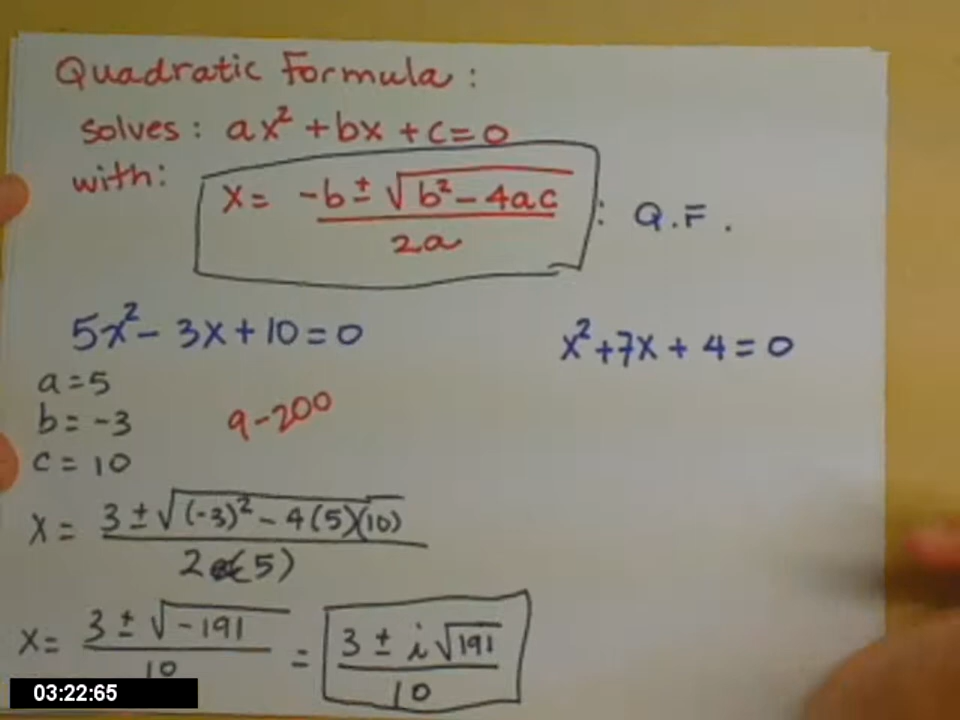 Quadratic Formula:
solves: ax² + bx + c = 0
with:
x = -b ± √(b² - 4ac) / 2a : Q.F.
5x² - 3x + 10 = 0
a = 5
b = -3
c = 10
9 - 200
x = 3 ± √((-3)² - 4(5)(10)) / 2(5)
x = 3 ± √(-191) / 10 = 3 ± i√191 / 10
x² + 7x + 4 = 0
03:22:65